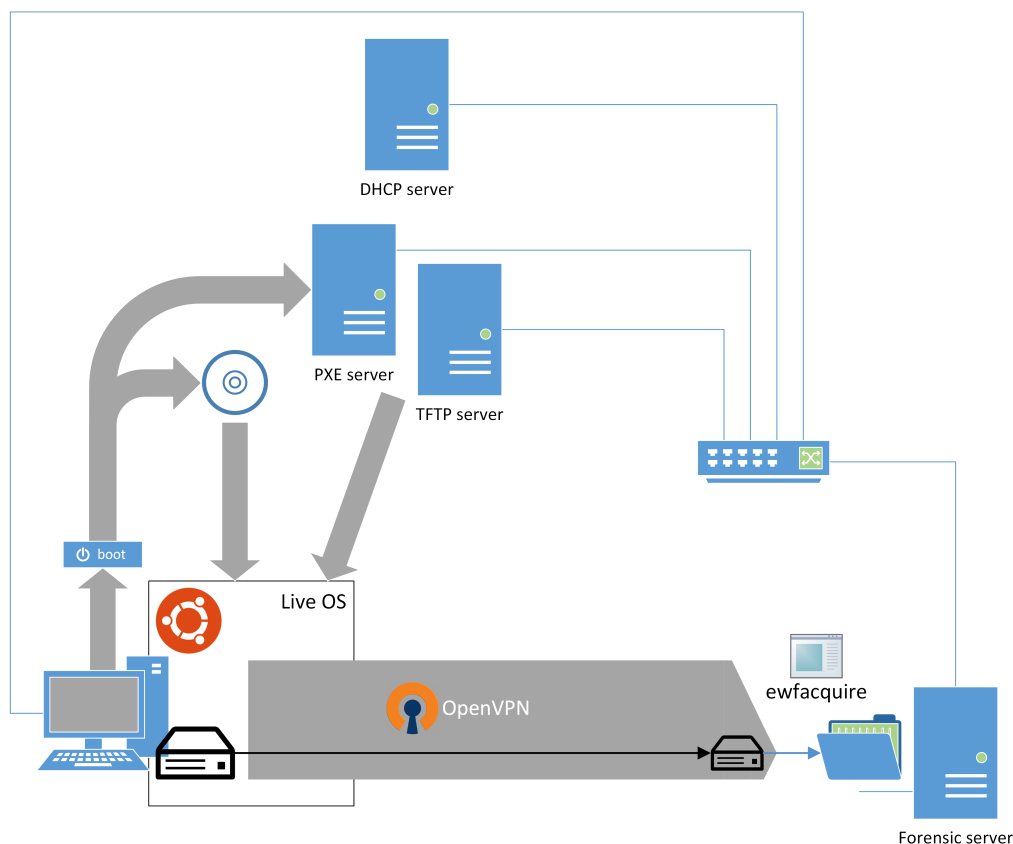 DHCP server
PXE server
TFTP server
boot
Live OS
ewfacquire
OpenVPN
Forensic server